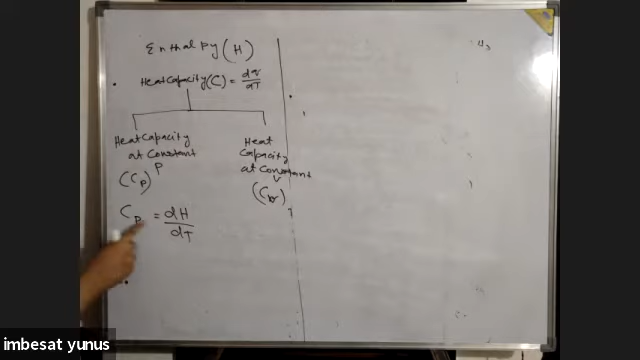 Enthalpy (H)
Heat Capacity (C) = dq/dT
Heat Capacity
at Constant
P
(Cp)
Heat
Capacity
at Constant
V
(Cv)
Cp = dH/dT
imbesat yunus